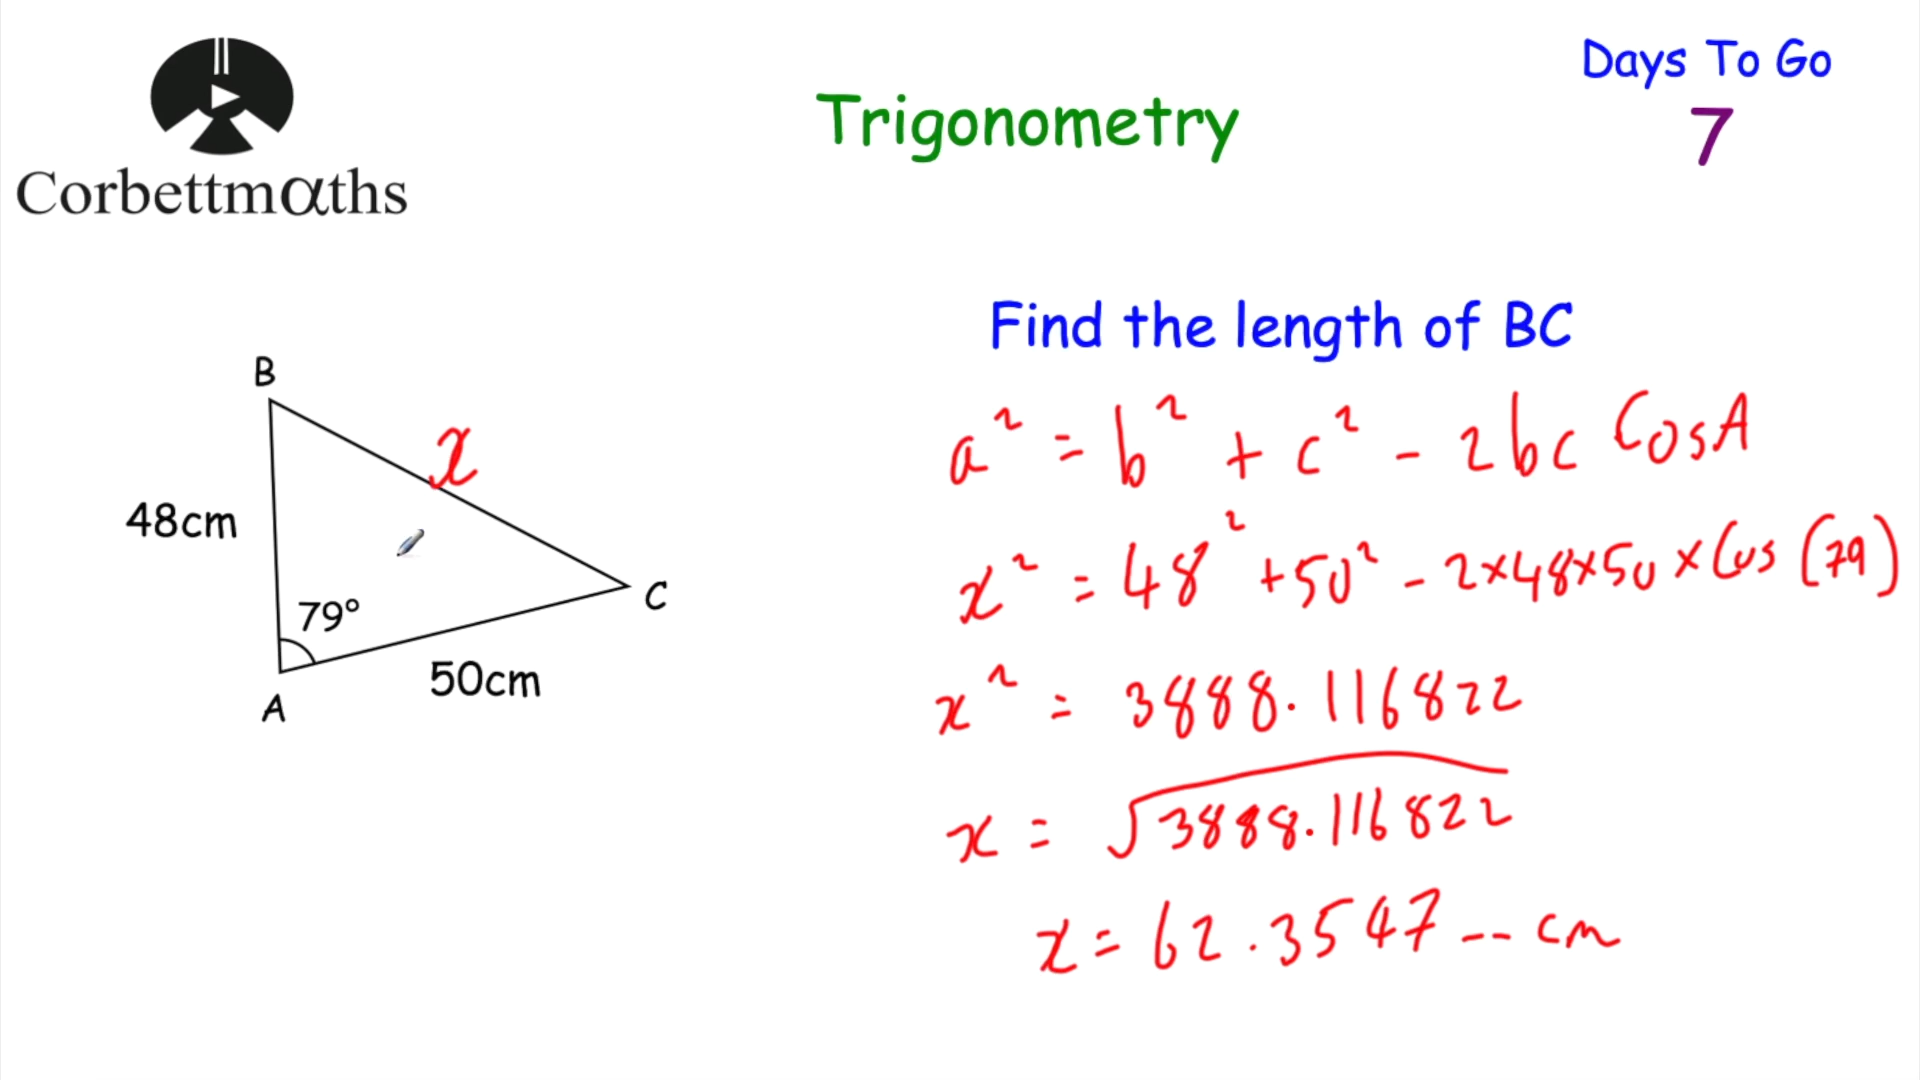 Corbettmαths
Trigonometry
Days To Go
7
B
x
48cm
79°
C
50cm
A
Find the length of BC
a² = b² + c² - 2bc CosA
x² = 48² + 50² - 2×48×50×Cos(79)
x² = 3888.116822
x = √3888.116822
x = 62.3547 -- cm